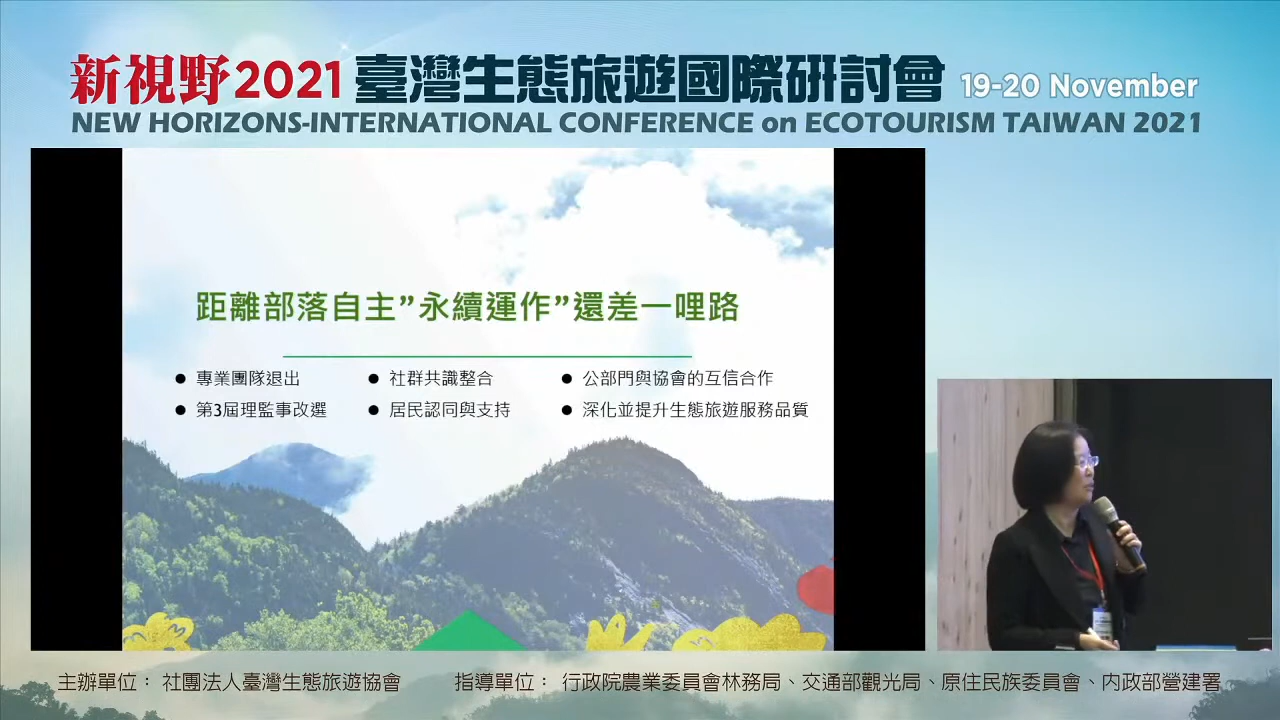 新視野2021 臺灣生態旅遊國際研討會 19-20 November
NEW HORIZONS-INTERNATIONAL CONFERENCE on ECOTOURISM TAIWAN 2021
距離部落自主”永續運作”還差一哩路
● 專業團隊退出 ● 社群共識整合 ● 公部門與協會的互信合作
● 第3屆理監事改選 ● 居民認同與支持 ● 深化並提升生態旅遊服務品質
主辦單位： 社團法人臺灣生態旅遊協會 指導單位： 行政院農業委員會林務局、交通部觀光局、原住民族委員會、內政部營建署